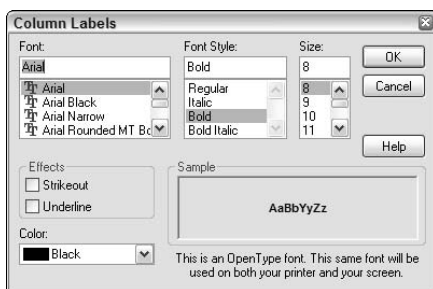 Column Labels
Font:
Font Style:
Size:
Arial
Bold
8
OK
Arial
Arial Black
Arial Narrow
Arial Rounded MT Bc
Regular
Italic
Bold
Bold Italic
8
9
10
11
Cancel
Help
Effects
Strikeout
Underline
Sample
AaBbYyZz
Color:
Black
This is an OpenType font. This same font will be
used on both your printer and your screen.